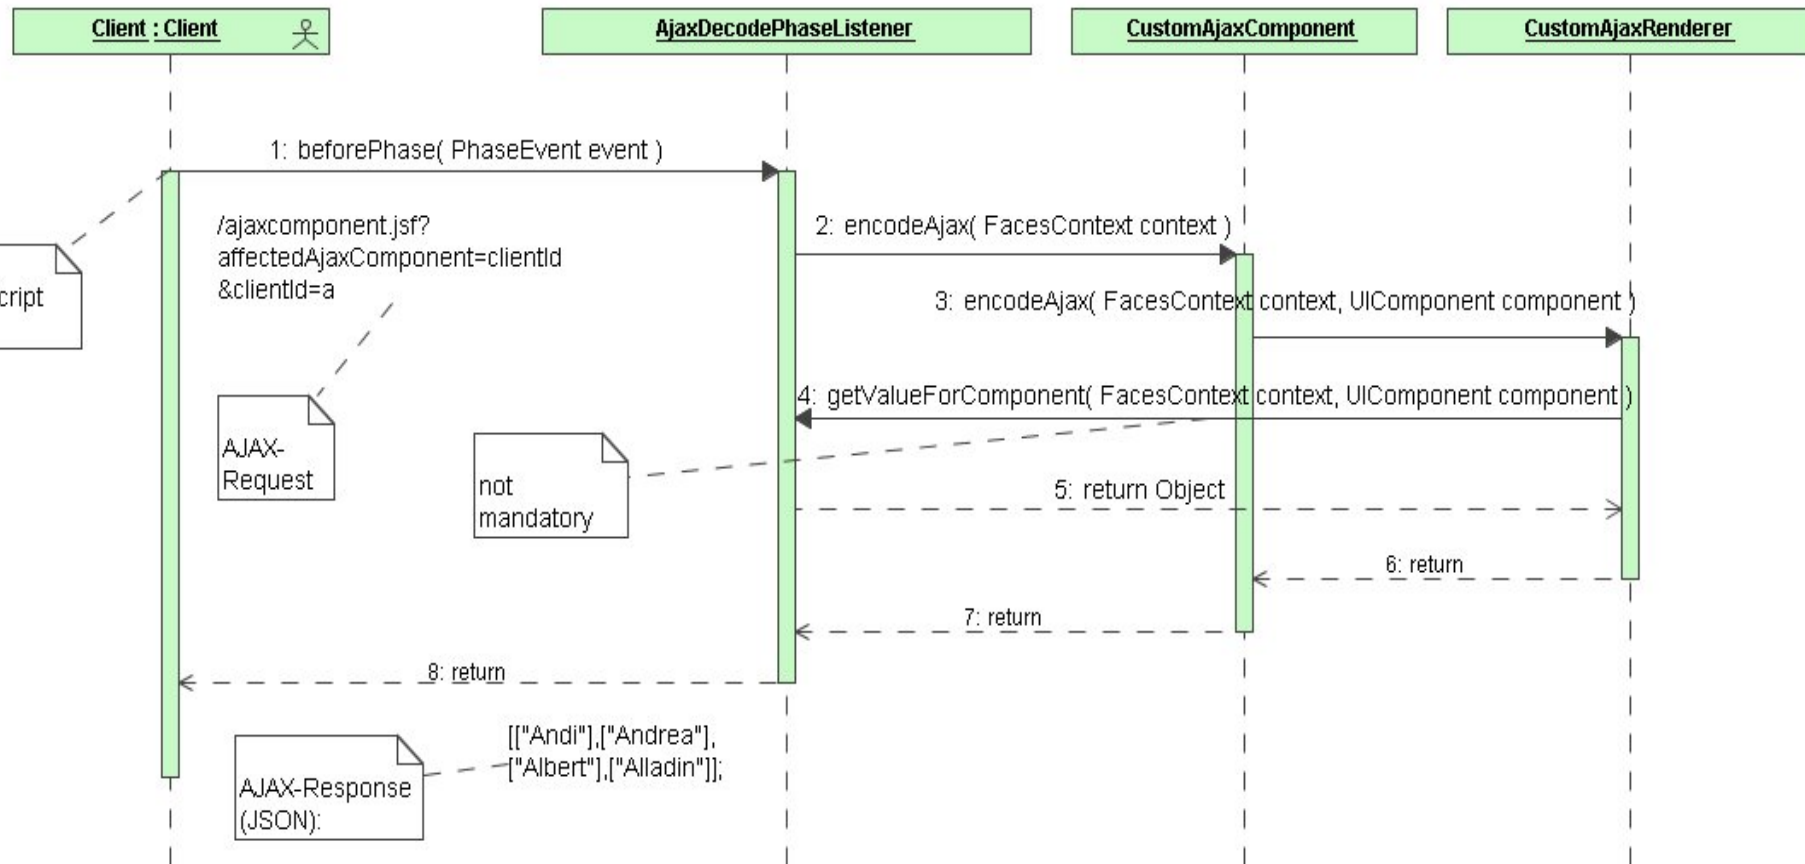 Client : Client
AjaxDecodePhaseListener
CustomAjaxComponent
CustomAjaxRenderer
1: beforePhase( PhaseEvent event )
/ajaxcomponent.jsf?
affectedAjaxComponent=clientId
&clientId=a
2: encodeAjax( FacesContext context )
cript
3: encodeAjax( FacesContext context, UIComponent component )
4: getValueForComponent( FacesContext context, UIComponent component )
AJAX-
Request
not
mandatory
5: return Object
6: return
7: return
8: return
[["Andi"],["Andrea"],
["Albert"],["Alladin"]];
AJAX-Response
(JSON):